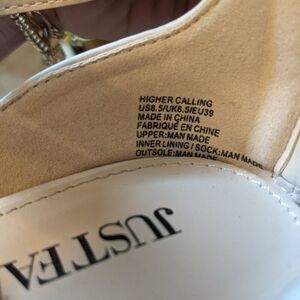 HIGHER CALLING
US8.5/UK6.5/EU39
MADE IN CHINA
FABRIQUÉ EN CHINE
UPPER:MAN MADE
INNER LINING / SOCK:MAN MADE
OUTSOLE:MAN MADE
JUSTFA